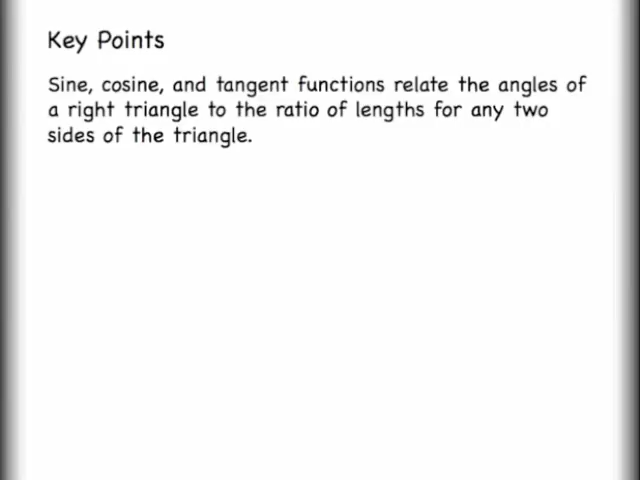 Key Points
Sine, cosine, and tangent functions relate the angles of
a right triangle to the ratio of lengths for any two
sides of the triangle.